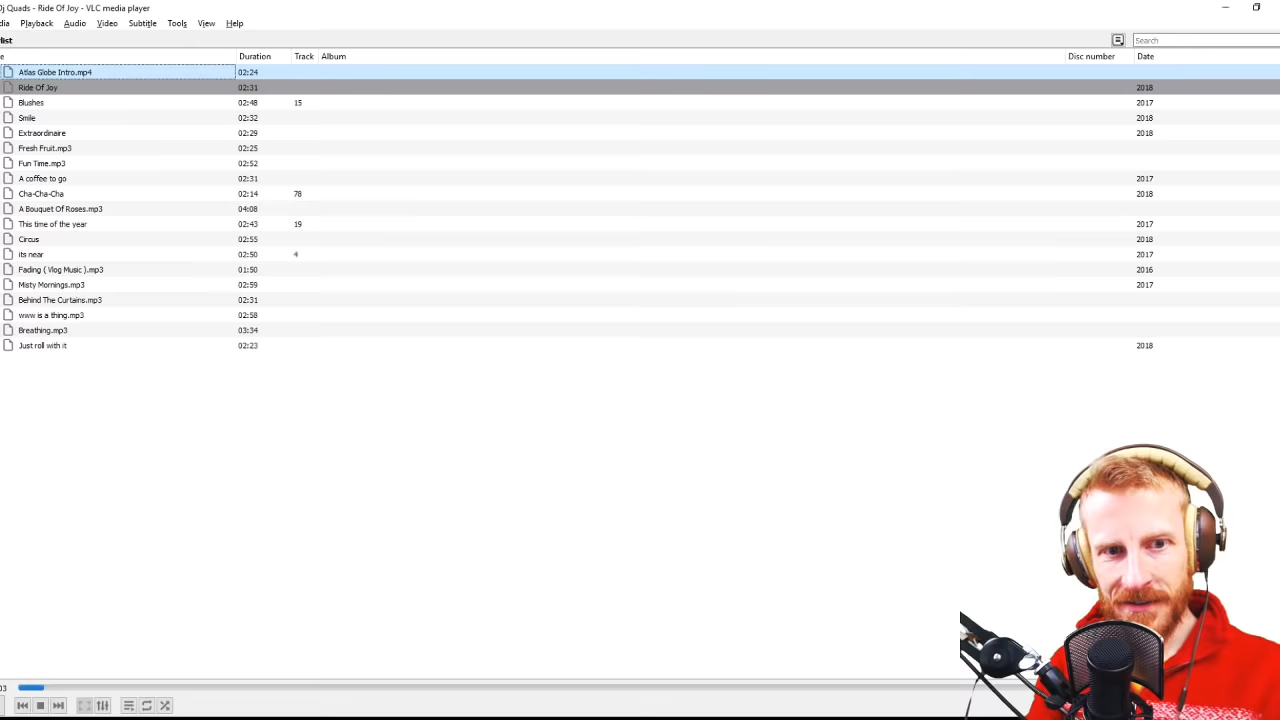 Dj Quads - Ride Of Joy - VLC media player
dia Playback Audio Video Subtitle Tools View Help
list Search
e Duration Track Album Disc number Date
Atlas Globe Intro.mp4 02:24
Ride Of Joy 02:31 2018
Blushes 02:48 15 2017
Smile 02:32 2018
Extraordinaire 02:29 2018
Fresh Fruit.mp3 02:25
Fun Time.mp3 02:52
A coffee to go 02:31 2017
Cha-Cha-Cha 02:14 78 2018
A Bouquet Of Roses.mp3 04:08
This time of the year 02:43 19 2017
Circus 02:55 2018
its near 02:50 4 2017
Fading ( Vlog Music ).mp3 01:50 2016
Misty Mornings.mp3 02:59 2017
Behind The Curtains.mp3 02:31
www is a thing.mp3 02:58
Breathing.mp3 03:34
Just roll with it 02:23 2018
03